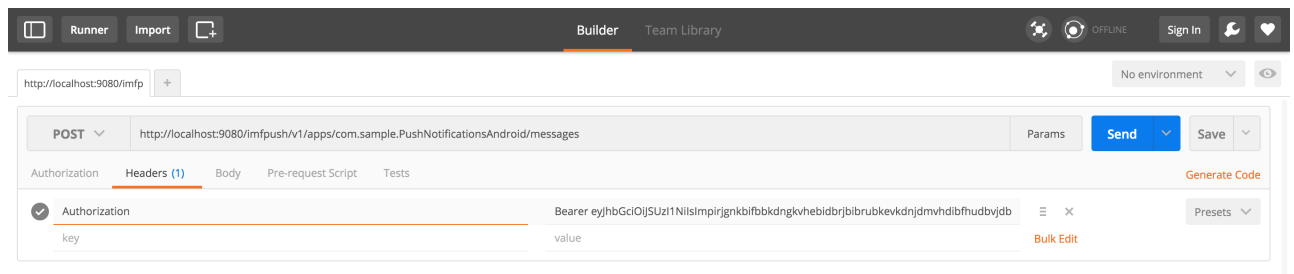 Runner Import Builder Team Library OFFLINE Sign In
http://localhost:9080/imfp + No environment
POST http://localhost:9080/imfpush/v1/apps/com.sample.PushNotificationsAndroid/messages Params Send Save
Authorization Headers (1) Body Pre-request Script Tests Generate Code
Authorization Bearer eyJhbGciOiJSUzI1NiIsImpirjgnkbifbbkdngkvhebidbrjbibrubkevkdnjdmvhdibfhudbvjdb Presets
key value Bulk Edit